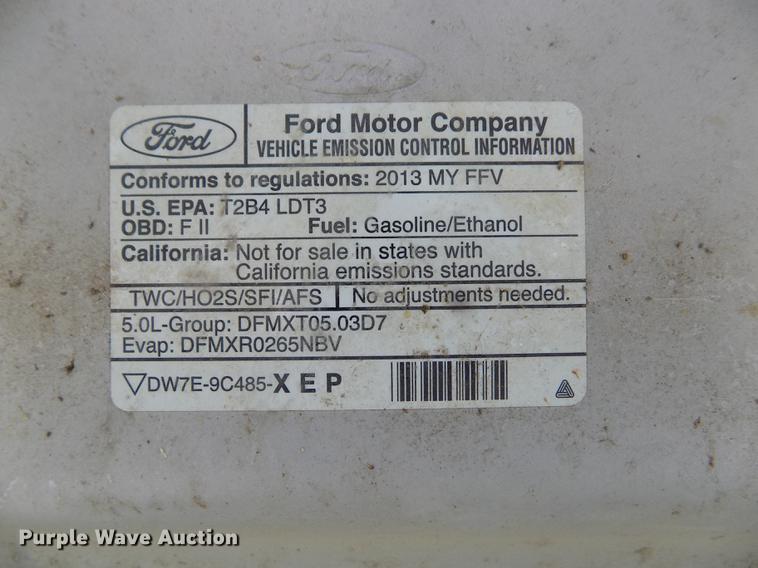 Ford
Ford
Ford Motor Company
VEHICLE EMISSION CONTROL INFORMATION
Conforms to regulations: 2013 MY FFV
U.S. EPA: T2B4 LDT3
OBD: F II Fuel: Gasoline/Ethanol
California: Not for sale in states with
California emissions standards.
TWC/HO2S/SFI/AFS No adjustments needed.
5.0L-Group: DFMXT05.03D7
Evap: DFMXR0265NBV
▽DW7E-9C485-XEP
Purple Wave Auction